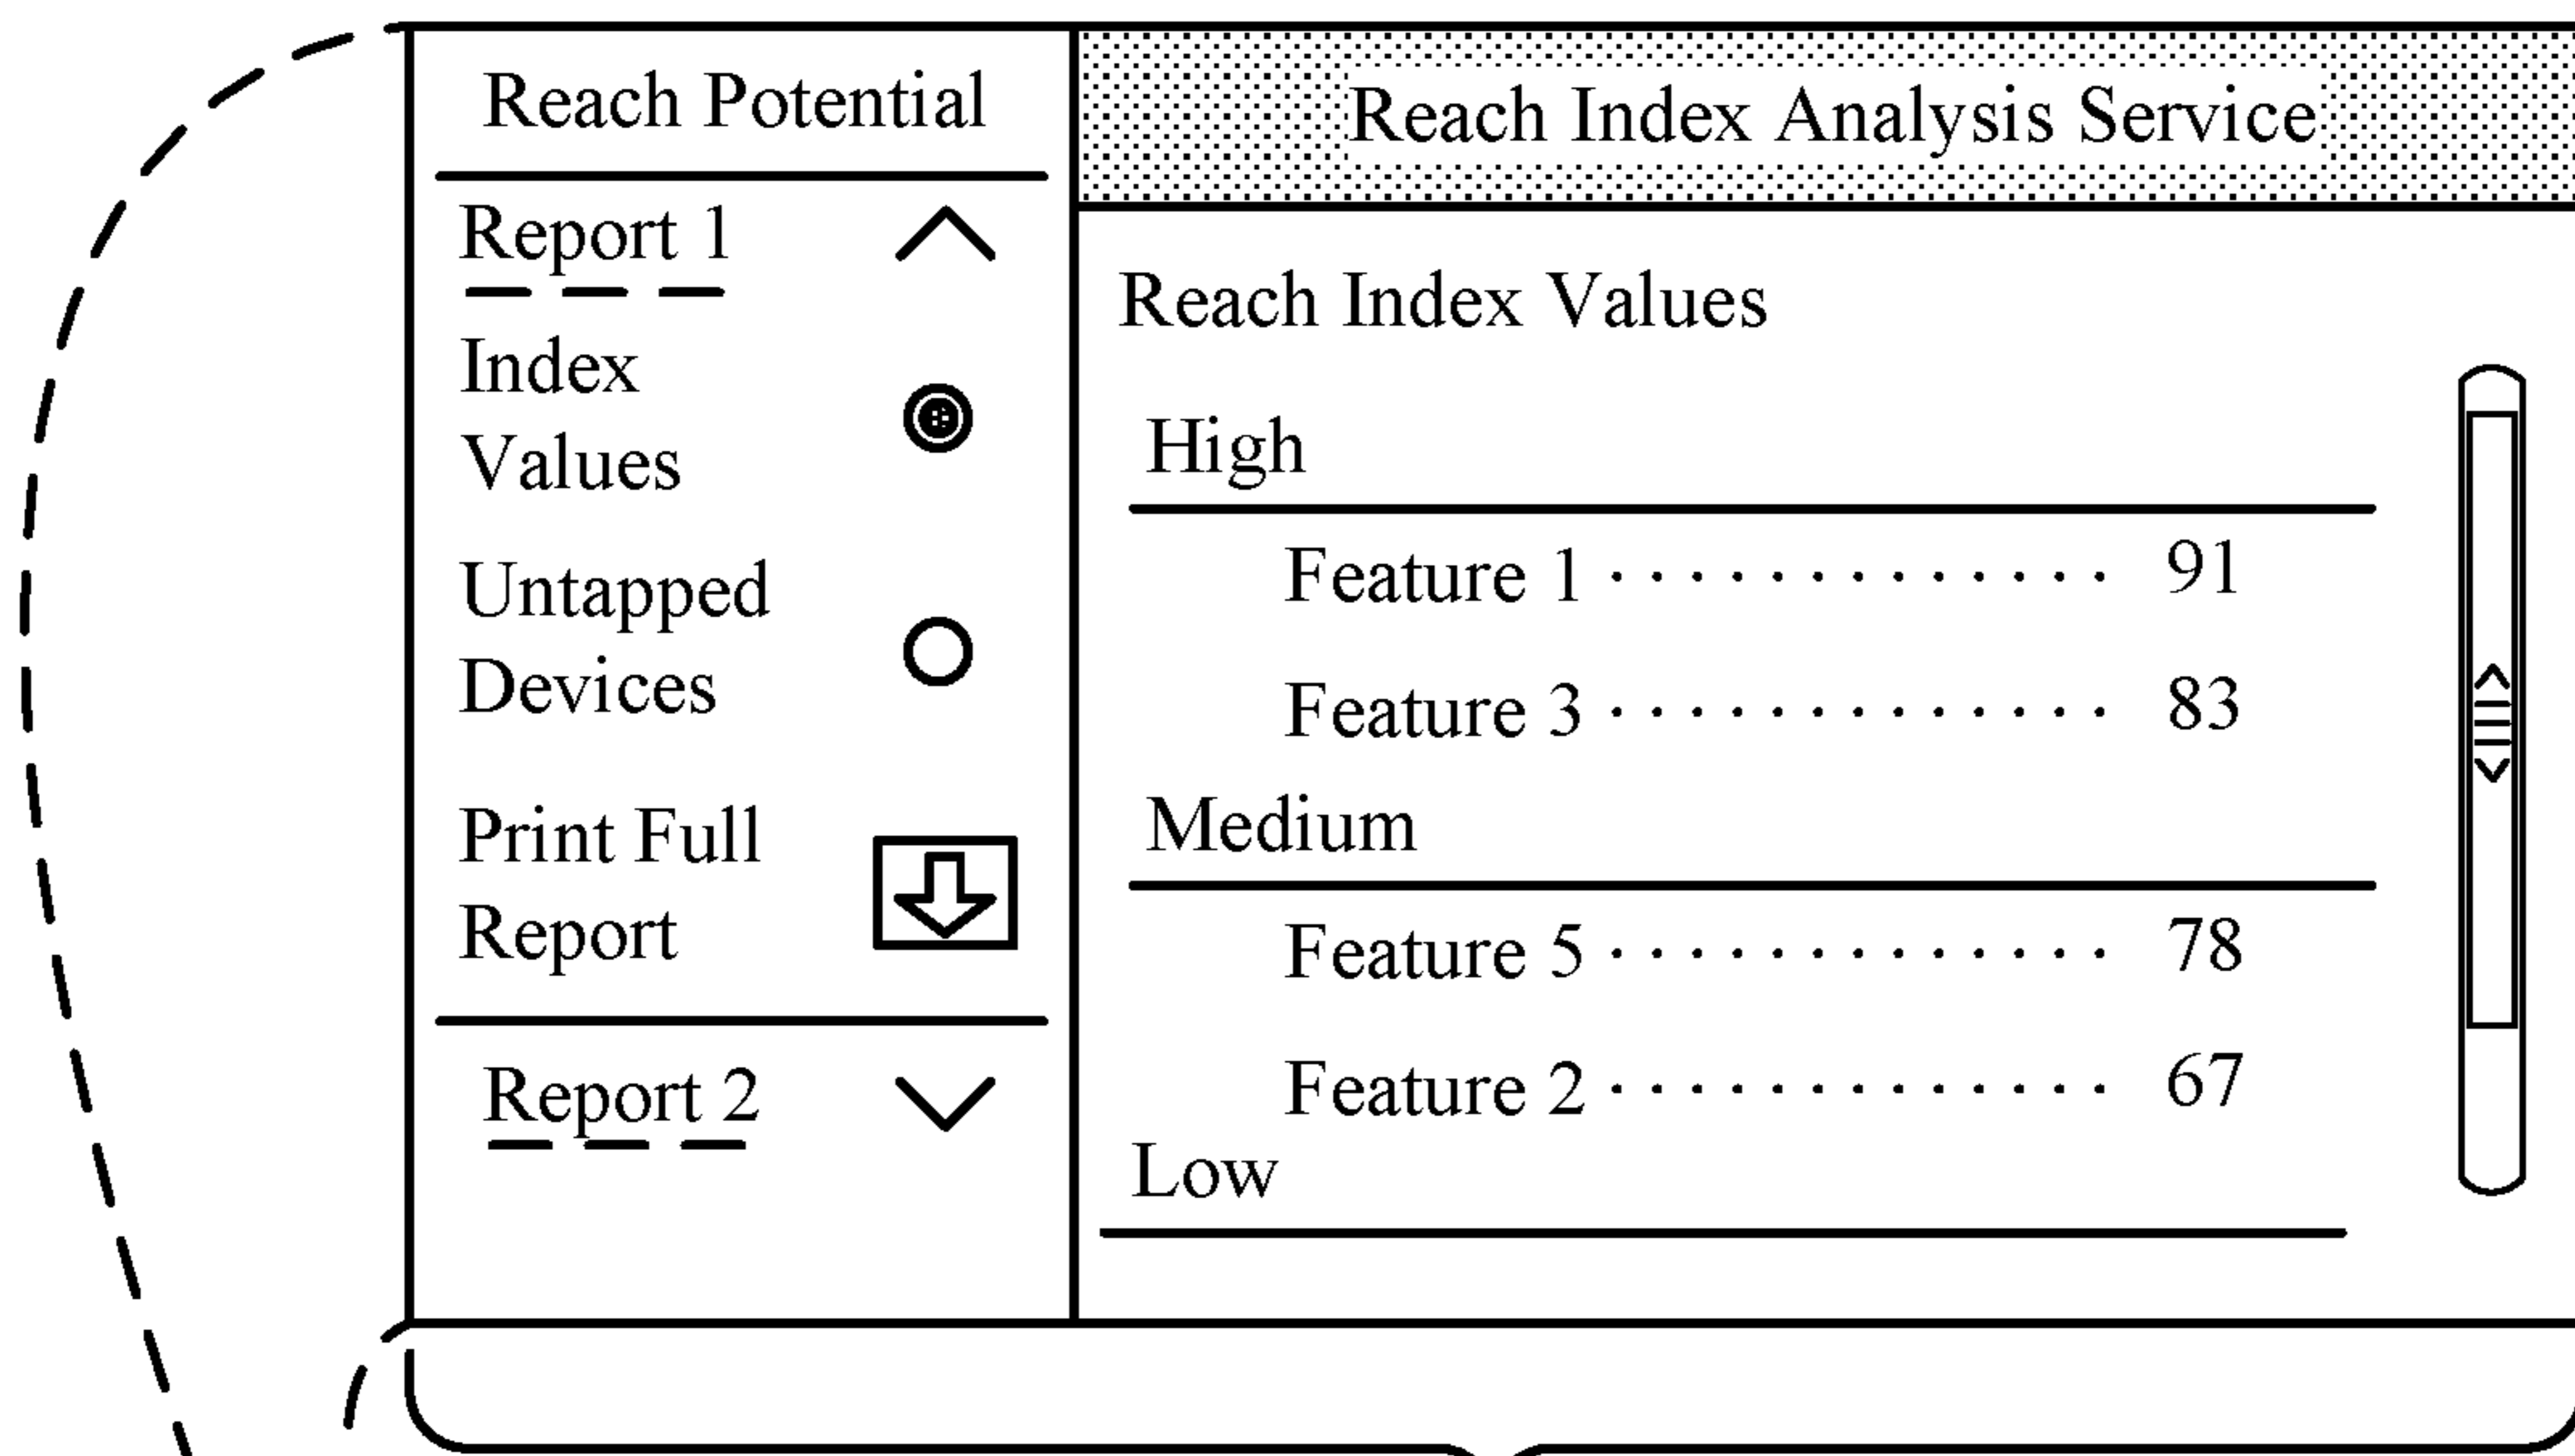 Reach Potential
Report 1
Index
Values
Untapped
Devices
Print Full
Report
Report 2
Reach Index Analysis Service
Reach Index Values
High
Feature 1 · · · · · · · · · · · · · 91
Feature 3 · · · · · · · · · · · · · 83
Medium
Feature 5 · · · · · · · · · · · · · 78
Feature 2 · · · · · · · · · · · · · 67
Low